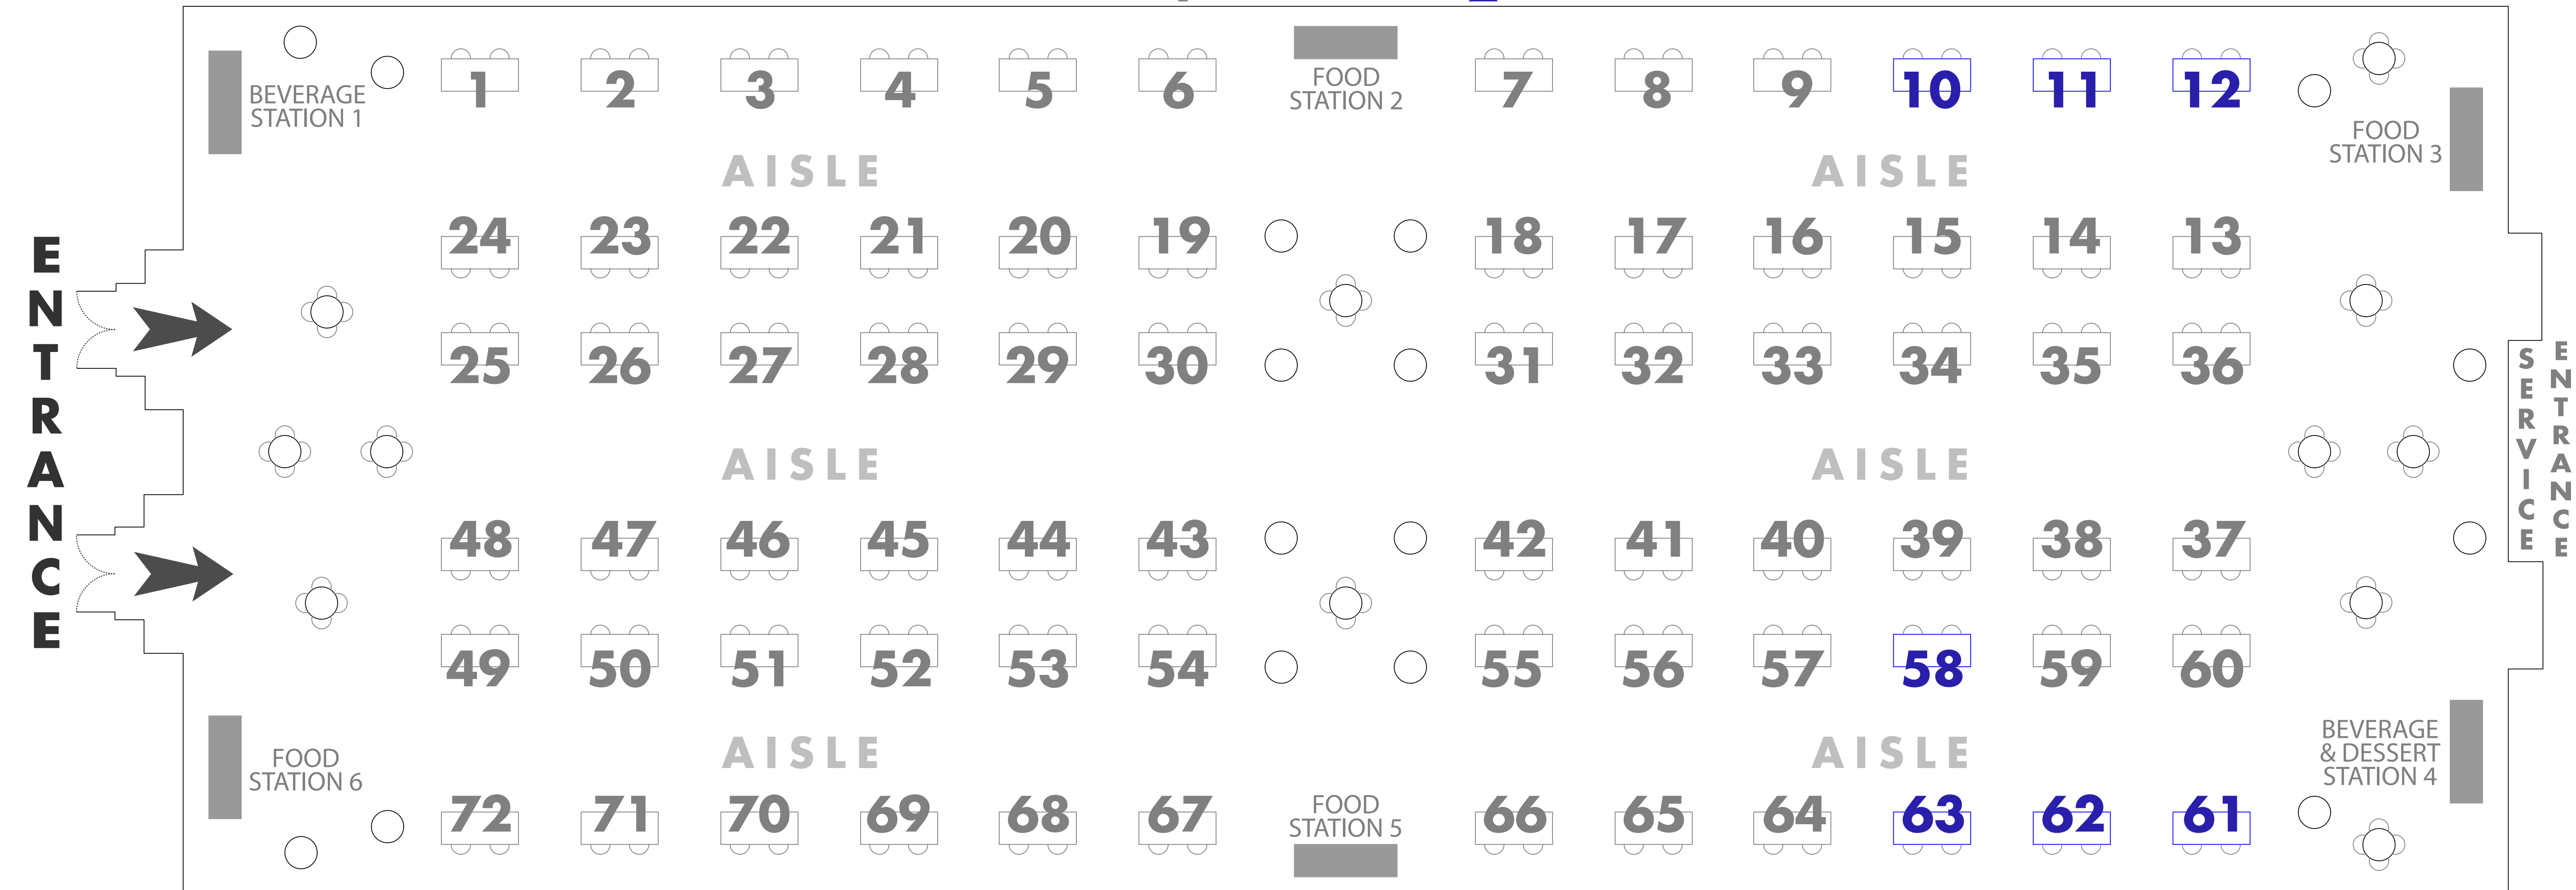 ENTRANCE
BEVERAGE
STATION 1
1 2 3 4 5 6
FOOD
STATION 2
7 8 9 10 11 12
FOOD
STATION 3
AISLE AISLE
24 23 22 21 20 19 18 17 16 15 14 13
25 26 27 28 29 30 31 32 33 34 35 36
SERVICE
ENTRANCE
AISLE AISLE
48 47 46 45 44 43 42 41 40 39 38 37
49 50 51 52 53 54 55 56 57 58 59 60
AISLE AISLE
FOOD
STATION 6
BEVERAGE
& DESSERT
STATION 4
72 71 70 69 68 67
FOOD
STATION 5
66 65 64 63 62 61